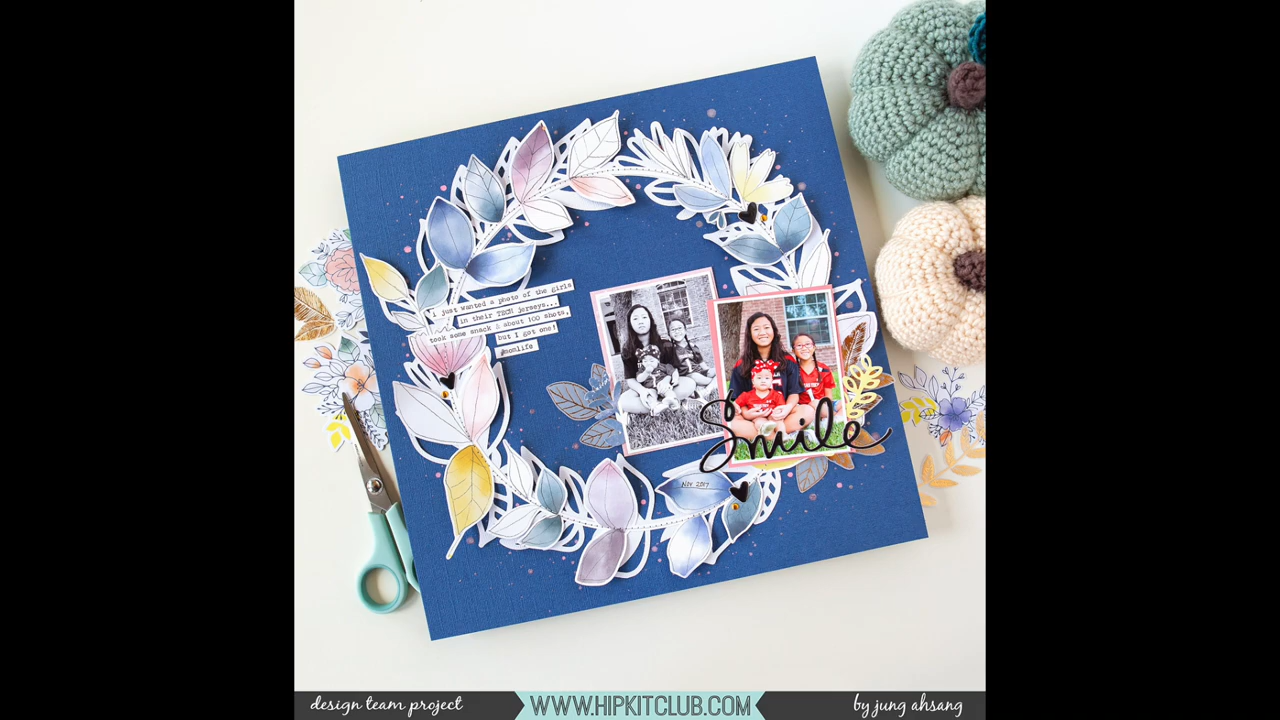 i just wanted a photo of the girls
in their TECH jerseys...
took some snack & about 100 shots,
but I got one!
#momlife
Smile
Nov 2017
design team project
WWW.HIPKITCLUB.COM
by jung ahsang